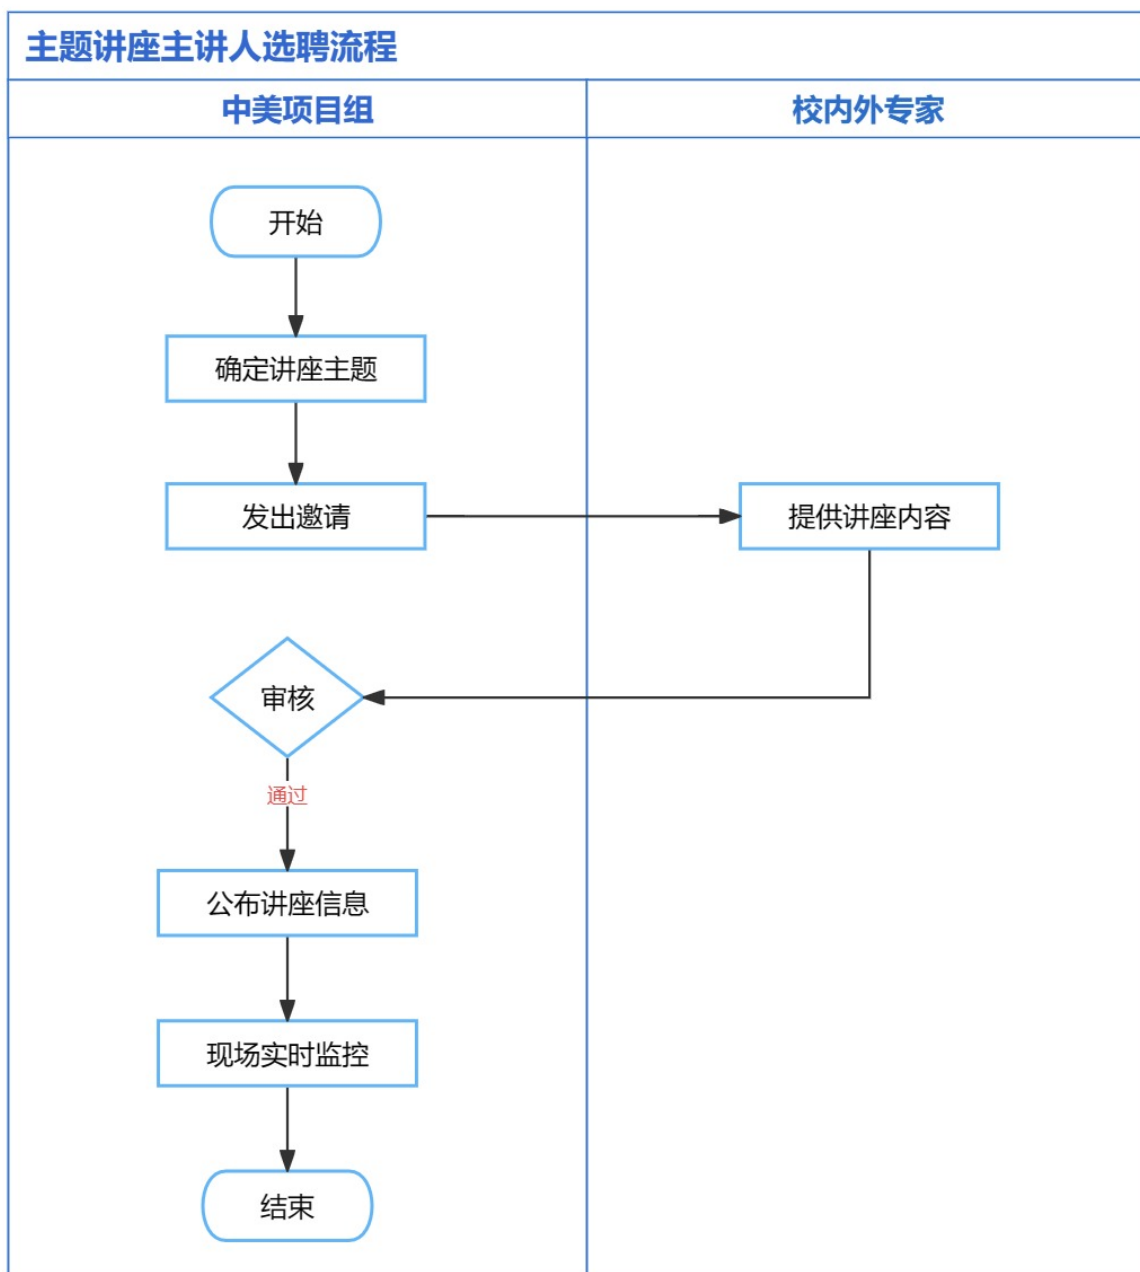 主题讲座主讲人选聘流程
中美项目组
校内外专家
开始
确定讲座主题
发出邀请
提供讲座内容
审核
通过
公布讲座信息
现场实时监控
结束